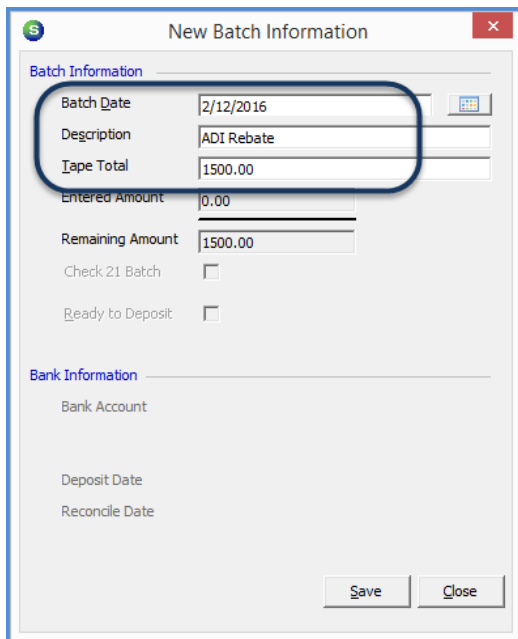 S New Batch Information
Batch Information
Batch Date 2/12/2016
Description ADI Rebate
Tape Total 1500.00
Entered Amount 0.00
Remaining Amount 1500.00
Check 21 Batch
Ready to Deposit
Bank Information
Bank Account
Deposit Date
Reconcile Date
Save Close